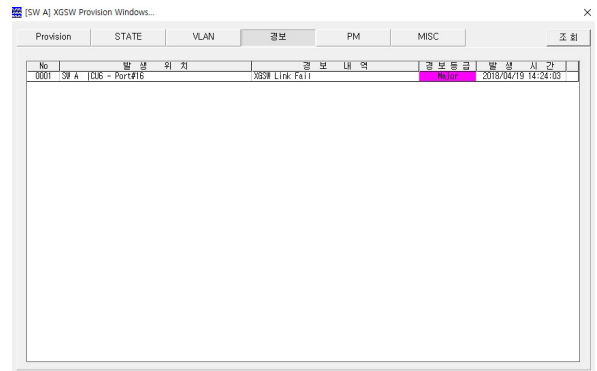 [SW A] XGSW Provision Windows...
Provision STATE VLAN 경보 PM MISC 조 회
No 발 생 위 치 경 보 내 역 경 보 등 급 발 생 시 간
0001 SW A CU6 - Port#16 XGSW Link Fail Major 2018/04/19 14:24:03